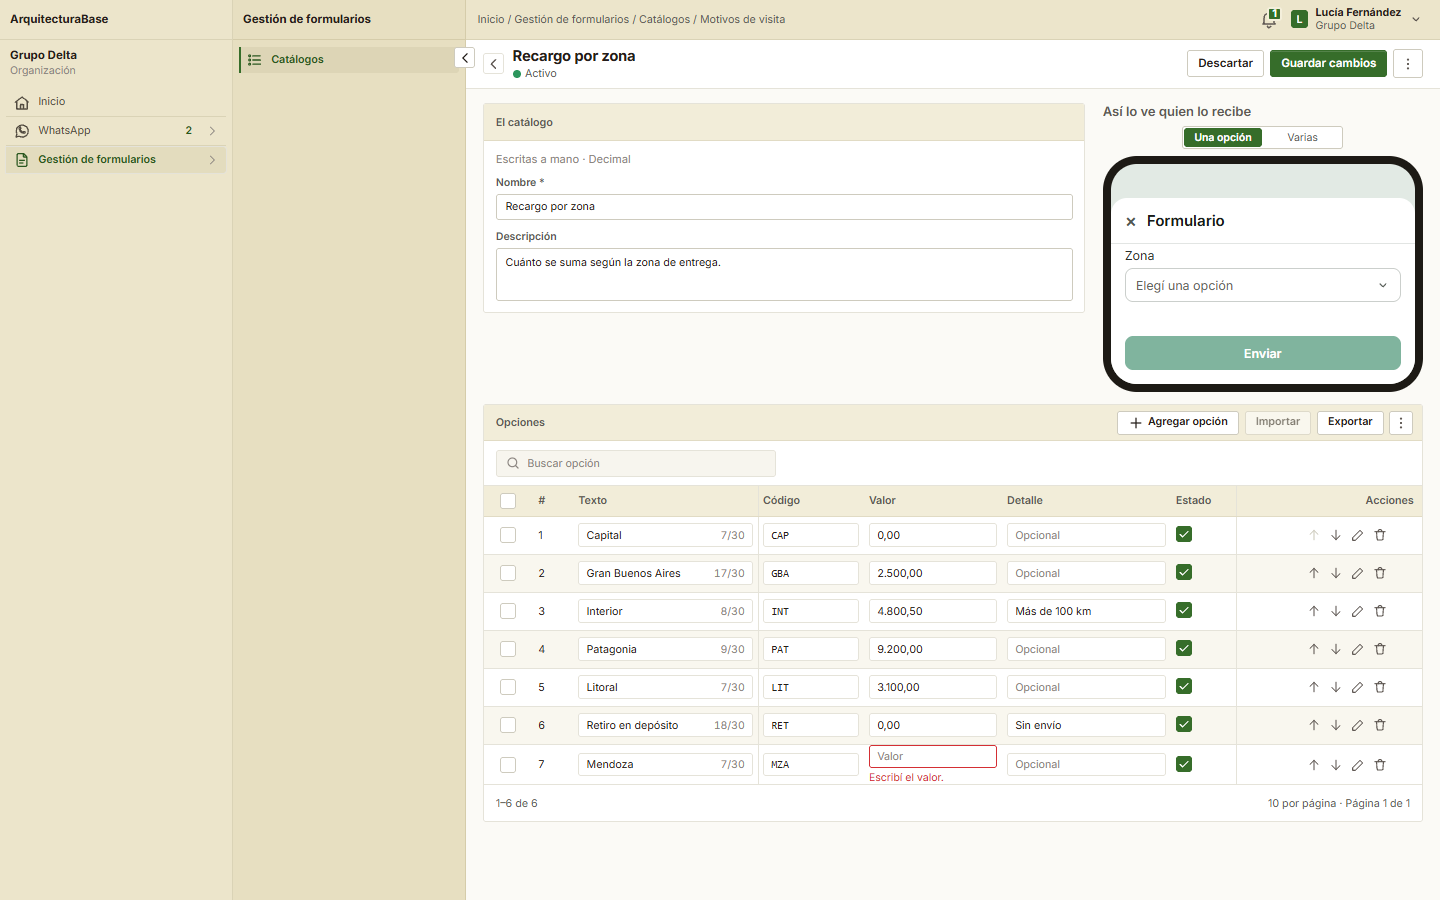 ArquitecturaBase
Gestión de formularios
Inicio / Gestión de formularios / Catálogos / Motivos de visita
1
L
Lucía Fernández
Grupo Delta
Grupo Delta
Organización
Inicio
WhatsApp 2
Gestión de formularios
Catálogos
Recargo por zona
Activo
Descartar
Guardar cambios
El catálogo
Escritas a mano · Decimal
Nombre *
Recargo por zona
Descripción
Cuánto se suma según la zona de entrega.
Así lo ve quien lo recibe
Una opción Varias
Formulario
Zona
Elegí una opción
Enviar
Opciones
Agregar opción
Importar
Exportar
Buscar opción
# Texto Código Valor Detalle Estado Acciones
1 Capital 7/30 CAP 0,00 Opcional
2 Gran Buenos Aires 17/30 GBA 2.500,00 Opcional
3 Interior 8/30 INT 4.800,50 Más de 100 km
4 Patagonia 9/30 PAT 9.200,00 Opcional
5 Litoral 7/30 LIT 3.100,00 Opcional
6 Retiro en depósito 18/30 RET 0,00 Sin envío
7 Mendoza 7/30 MZA Valor Opcional
Escribí el valor.
1–6 de 6
10 por página · Página 1 de 1